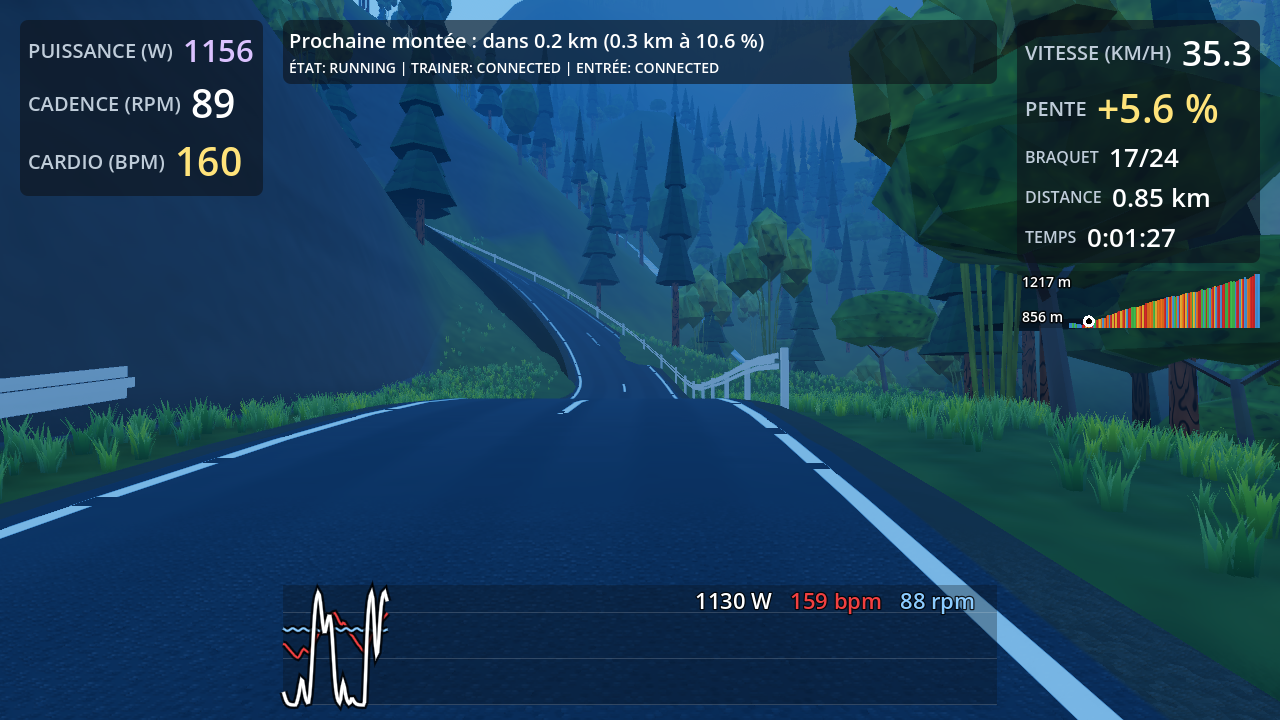 PUISSANCE (W) 1156
CADENCE (RPM) 89
CARDIO (BPM) 160
Prochaine montée : dans 0.2 km (0.3 km à 10.6 %)
ÉTAT: RUNNING | TRAINER: CONNECTED | ENTRÉE: CONNECTED
VITESSE (KM/H) 35.3
PENTE +5.6 %
BRAQUET 17/24
DISTANCE 0.85 km
TEMPS 0:01:27
1217 m
856 m
1130 W 159 bpm 88 rpm